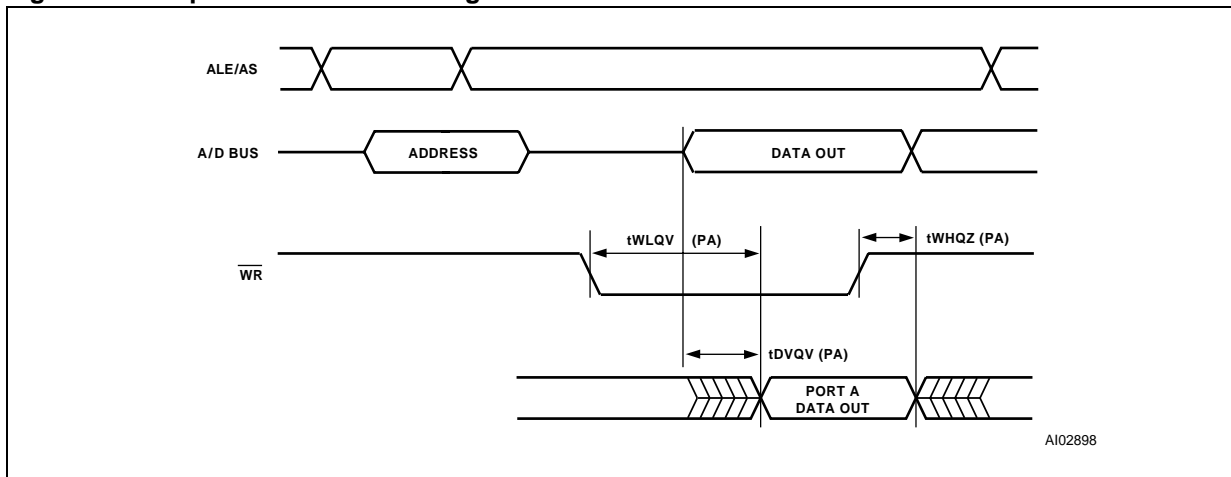 ALE/AS
A/D BUS
ADDRESS
DATA OUT
tWLQV (PA)
tWHQZ (PA)
WR
tDVQV (PA)
PORT A
DATA OUT
AI02898